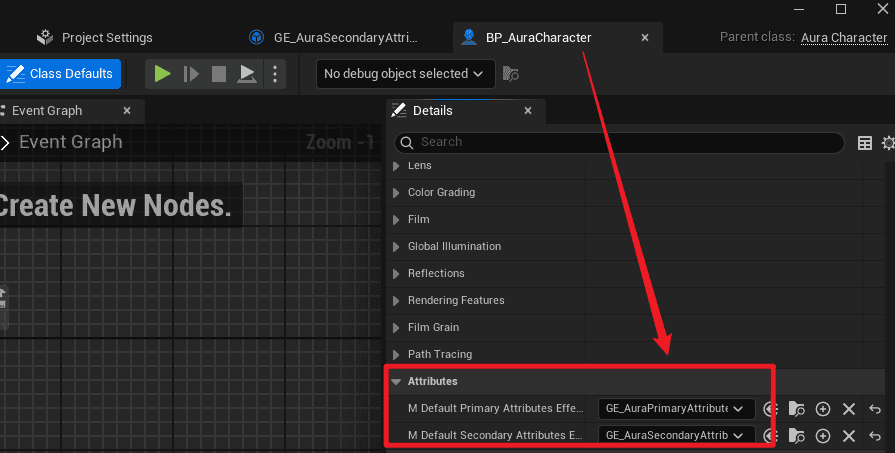 Project Settings
GE_AuraSecondaryAttri...
BP_AuraCharacter
Parent class: Aura Character
Class Defaults
No debug object selected
Event Graph
Details
Event Graph
Zoom -1
Search
Create New Nodes.
Lens
Color Grading
Film
Global Illumination
Reflections
Rendering Features
Film Grain
Path Tracing
Attributes
M Default Primary Attributes Effe...
GE_AuraPrimaryAttribute
M Default Secondary Attributes E...
GE_AuraSecondaryAttrib